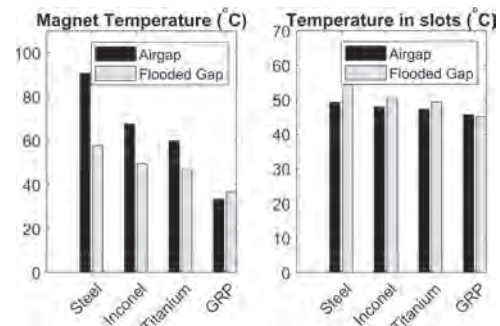 Magnet Temperature (°C)
100
80
60
40
20
0
Airgap
Flooded Gap
Steel
Inconel
Titanium
GRP
Temperature in slots (°C)
70
60
50
40
30
20
10
0
Airgap
Flooded Gap
Steel
Inconel
Titanium
GRP